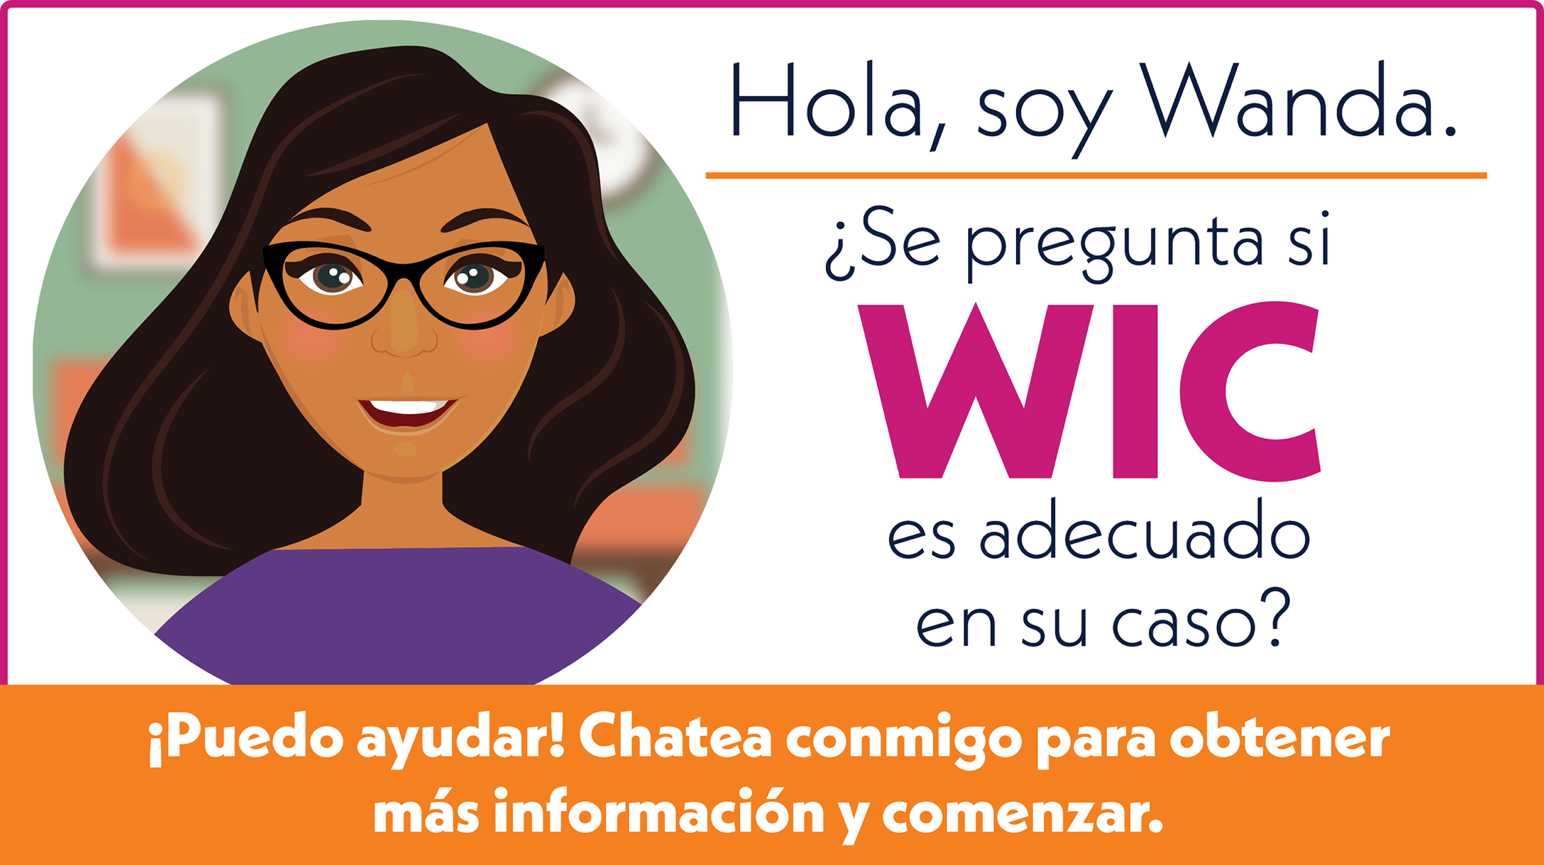 Hola, soy Wanda.
¿Se pregunta si
WIC
es adecuado
en su caso?
¡Puedo ayudar! Chatea conmigo para obtener
más información y comenzar.